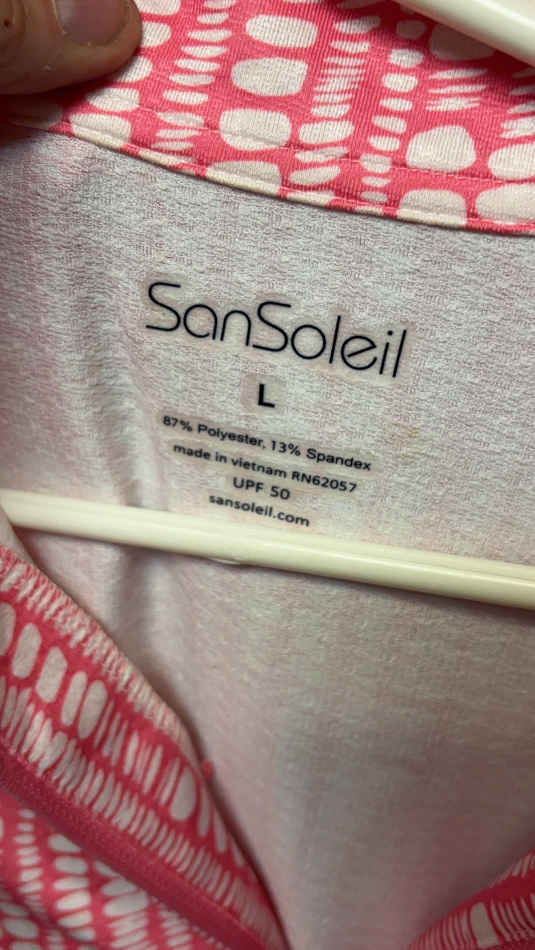 SanSoleil
L
87% Polyester, 13% Spandex
made in vietnam RN62057
UPF 50
sansoleil.com